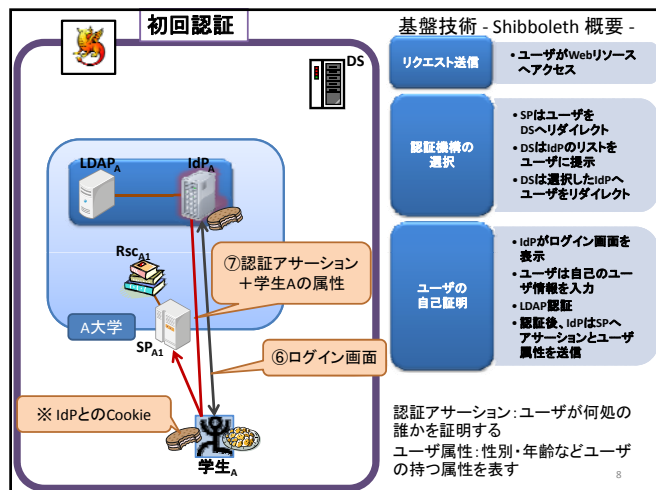 初回認証
基盤技術 - Shibboleth 概要 -
DS
リクエスト送信
• ユーザがWebリソース
へアクセス
認証機構の
選択
• SPはユーザを
DSへリダイレクト
• DSはIdPのリストを
ユーザに提示
• DSは選択したIdPへ
ユーザをリダイレクト
ユーザの
自己証明
• IdPがログイン画面を
表示
• ユーザは自己のユー
ザ情報を入力
• LDAP認証
• 認証後、IdPはSPへ
アサーションとユーザ
属性を送信
LDAPA
IdPA
RscA1
⑦認証アサーション
＋学生Aの属性
A大学
SPA1
⑥ログイン画面
※ IdPとのCookie
学生A
認証アサーション：ユーザが何処の
誰かを証明する
ユーザ属性：性別・年齢などユーザ
の持つ属性を表す
8